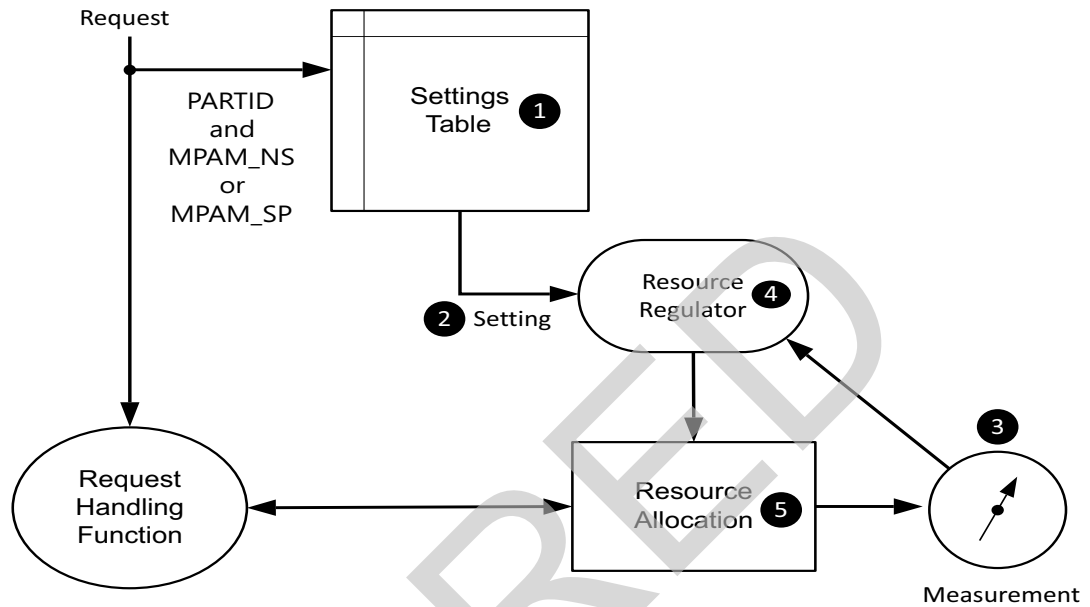 Request
PARTID
and
MPAM_NS
or
MPAM_SP
Settings
Table
1
2 Setting
Resource
Regulator
4
3
Request
Handling
Function
Resource
Allocation
5
Measurement